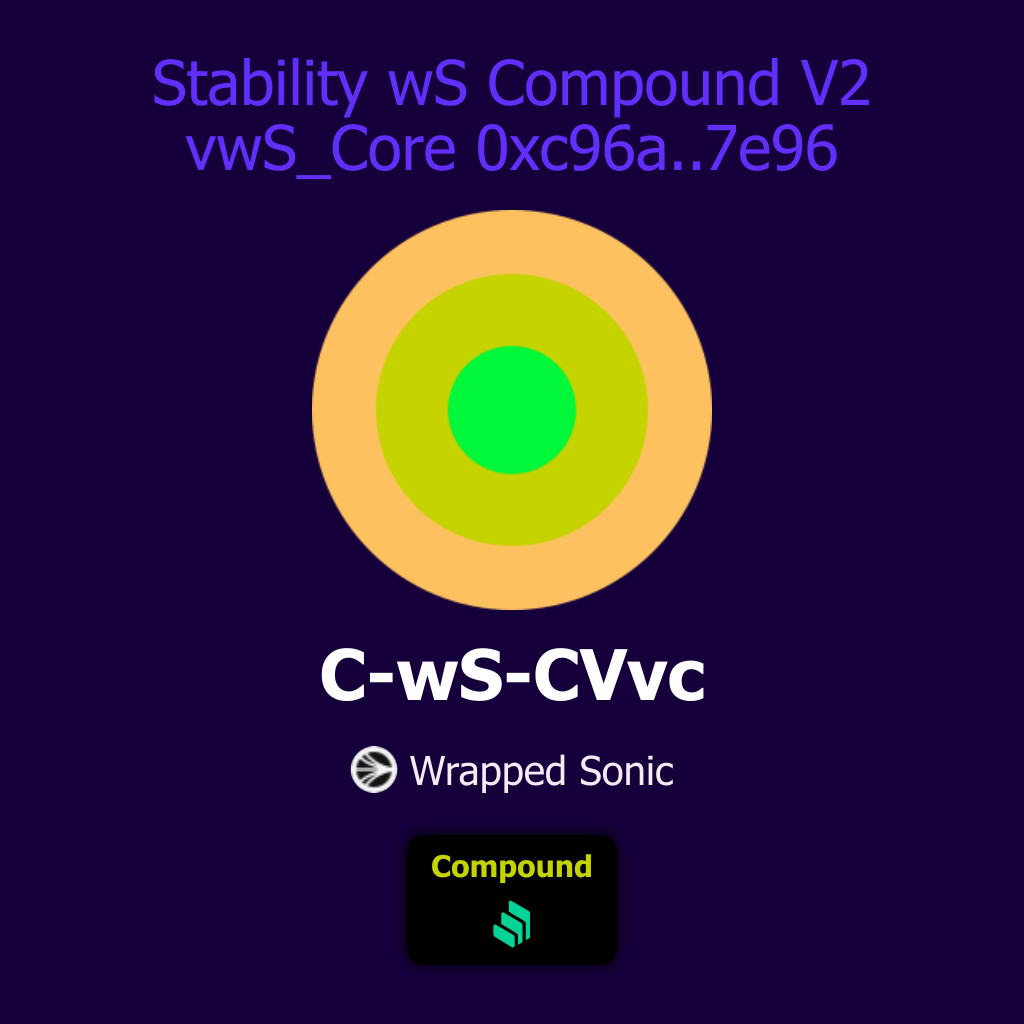 Stability wS Compound V2
vwS_Core 0xc96a..7e96
C-wS-CVvc
Wrapped Sonic
Compound